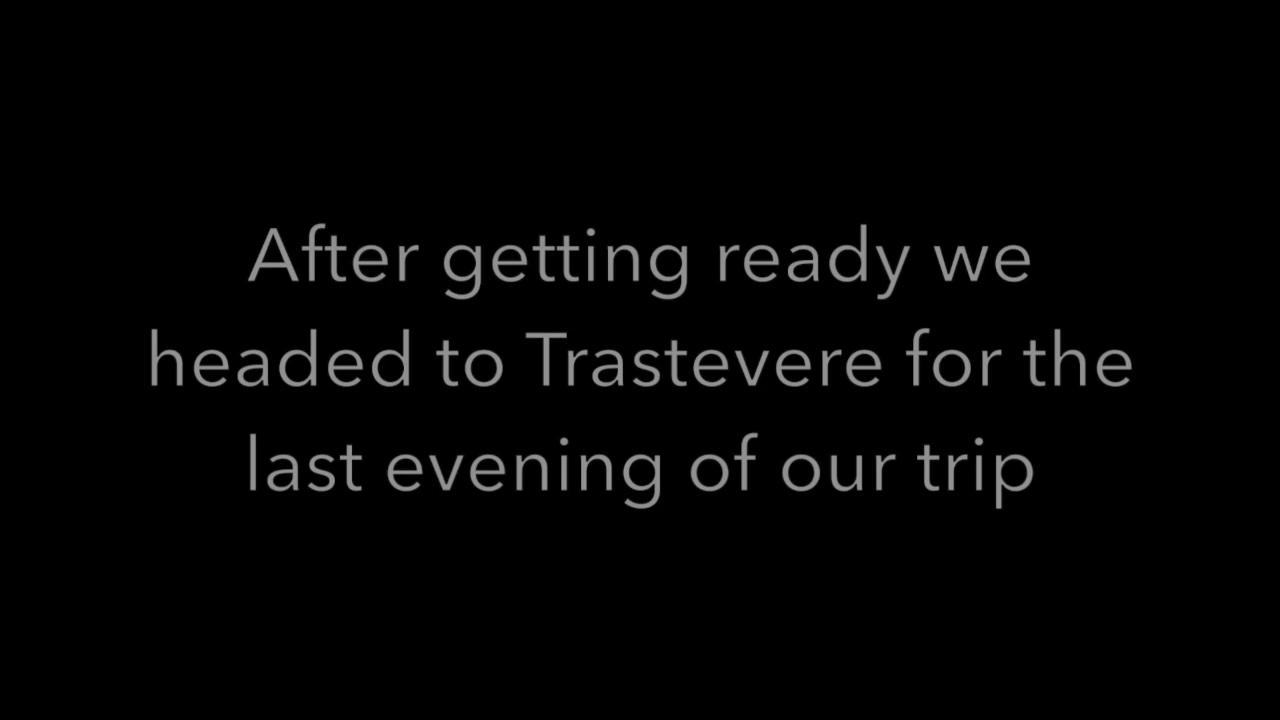 After getting ready we
headed to Trastevere for the
last evening of our trip